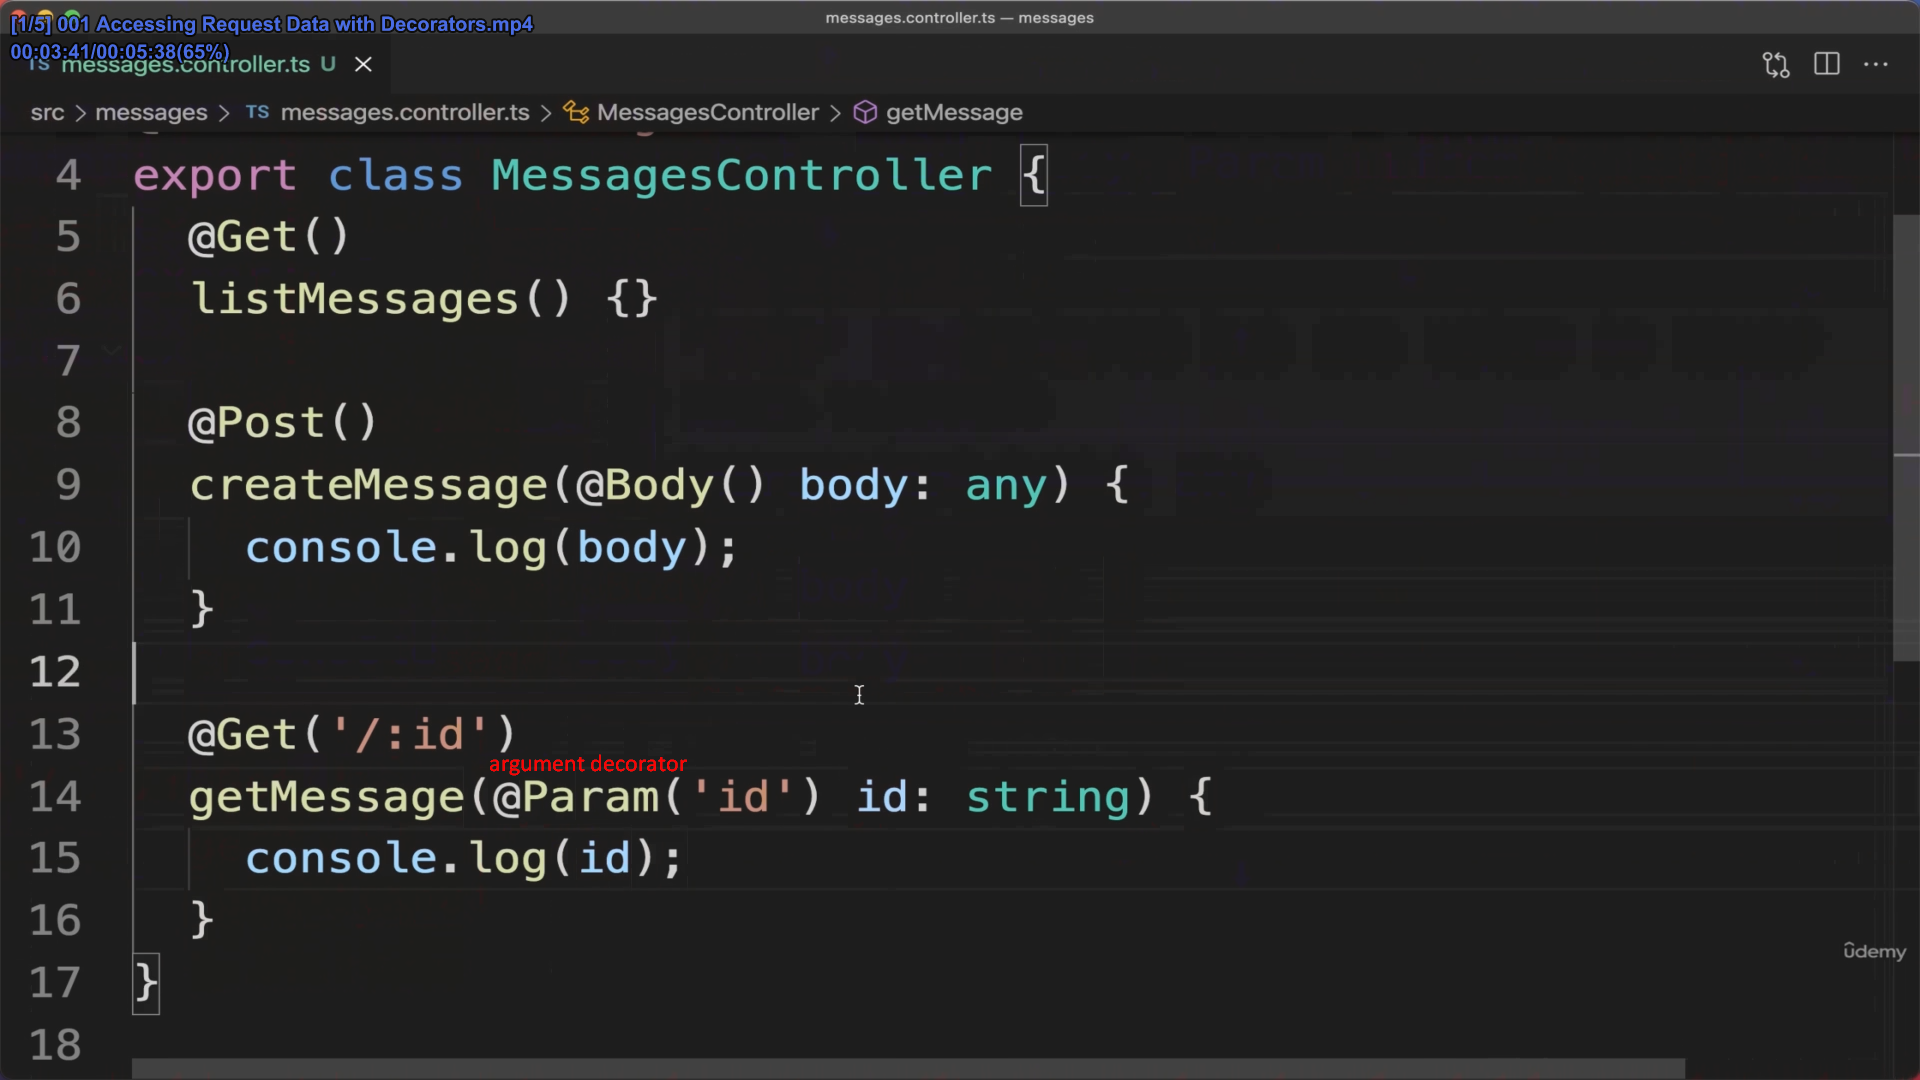 messages.controller.ts — messages
[1/5] 001 Accessing Request Data with Decorators.mp4
00:03:41/00:05:38(65%)
TS messages.controller.ts U
src > messages > TS messages.controller.ts > MessagesController > getMessage
4 export class MessagesController {
5 @Get()
6 listMessages() {}
7
8 @Post()
9 createMessage(@Body() body: any) {
10 console.log(body);
11 }
12
13 @Get('/:id')
argument decorator
14 getMessage(@Param('id') id: string) {
15 console.log(id);
16 }
17 }
18
ûdemy